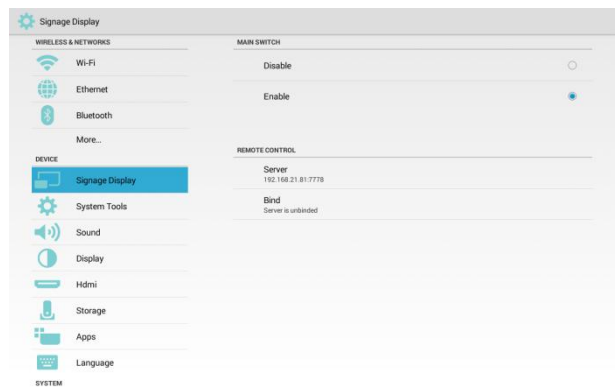 Signage Display
WIRELESS & NETWORKS
Wi-Fi
Ethernet
Bluetooth
More...
DEVICE
Signage Display
System Tools
Sound
Display
Hdmi
Storage
Apps
Language
SYSTEM
MAIN SWITCH
Disable
Enable
REMOTE CONTROL
Server
192.168.21.81:7778
Bind
Server is unbinded